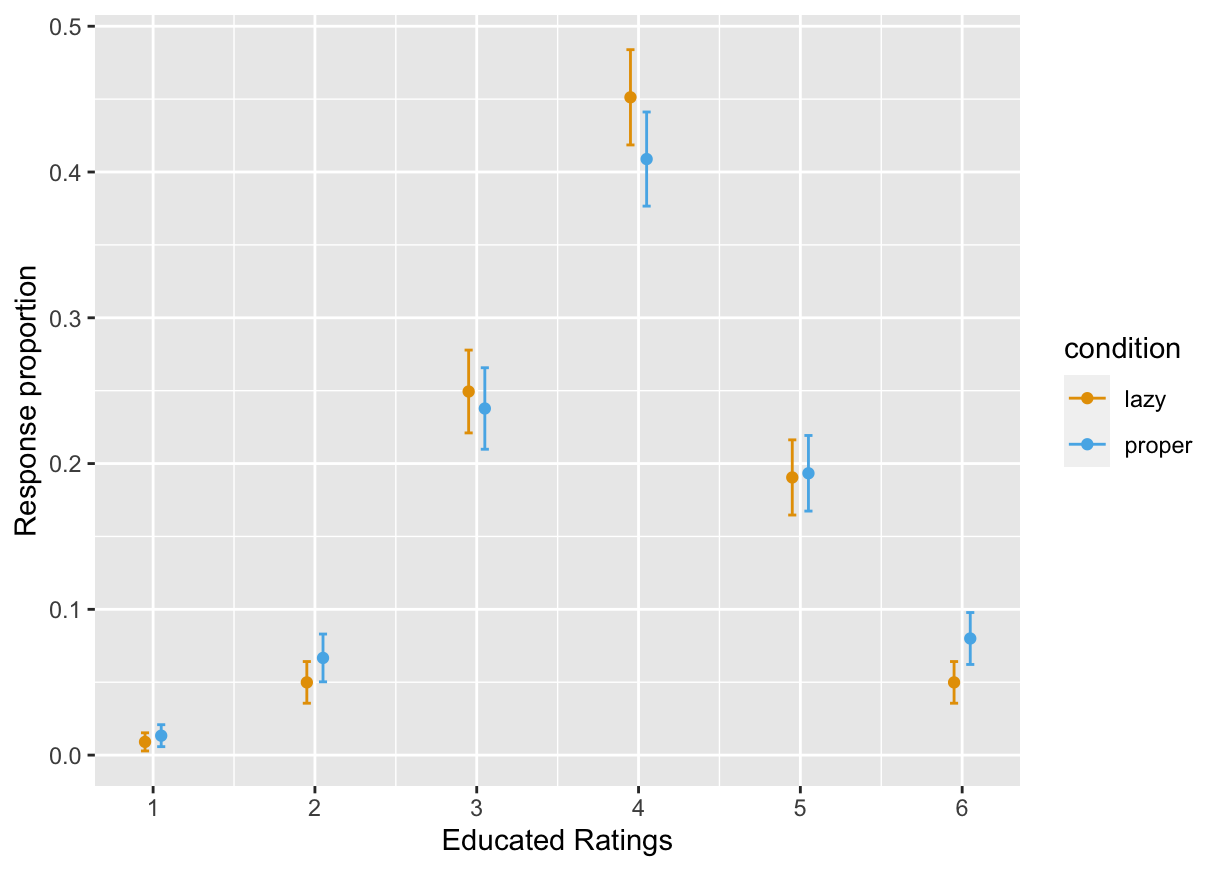 0.5
0.4
0.3
0.2
0.1
0.0
Response proportion
1 2 3 4 5 6
Educated Ratings
condition
lazy
proper